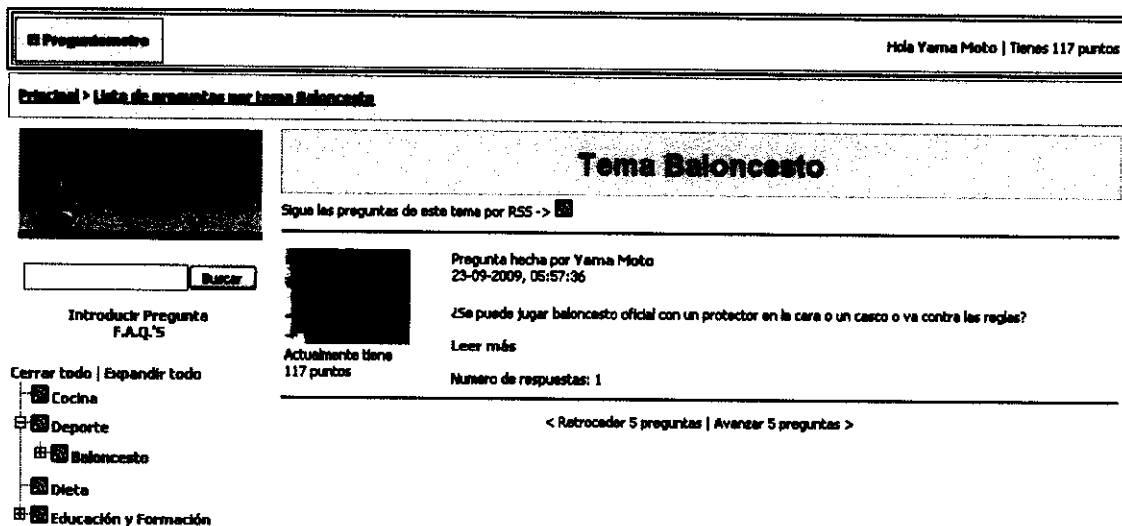 El Preguntametro
Hola Yama Moto | Tienes 117 puntos
Principal > Lista de preguntas por tema Baloncesto
Tema Baloncesto
Sigue las preguntas de este tema por RSS ->
Buscar
Introducir Pregunta
F.A.Q.'S
Cerrar todo | Expandir todo
Cocina
Deporte
Baloncesto
Dieta
Educación y Formación
Pregunta hecha por Yama Moto
23-09-2009, 05:57:36
¿Se puede jugar baloncesto oficial con un protector en la cara o un casco o va contra las reglas?
Leer más
Numero de respuestas: 1
Actualmente tiene
117 puntos
< Retroceder 5 preguntas | Avanzar 5 preguntas >